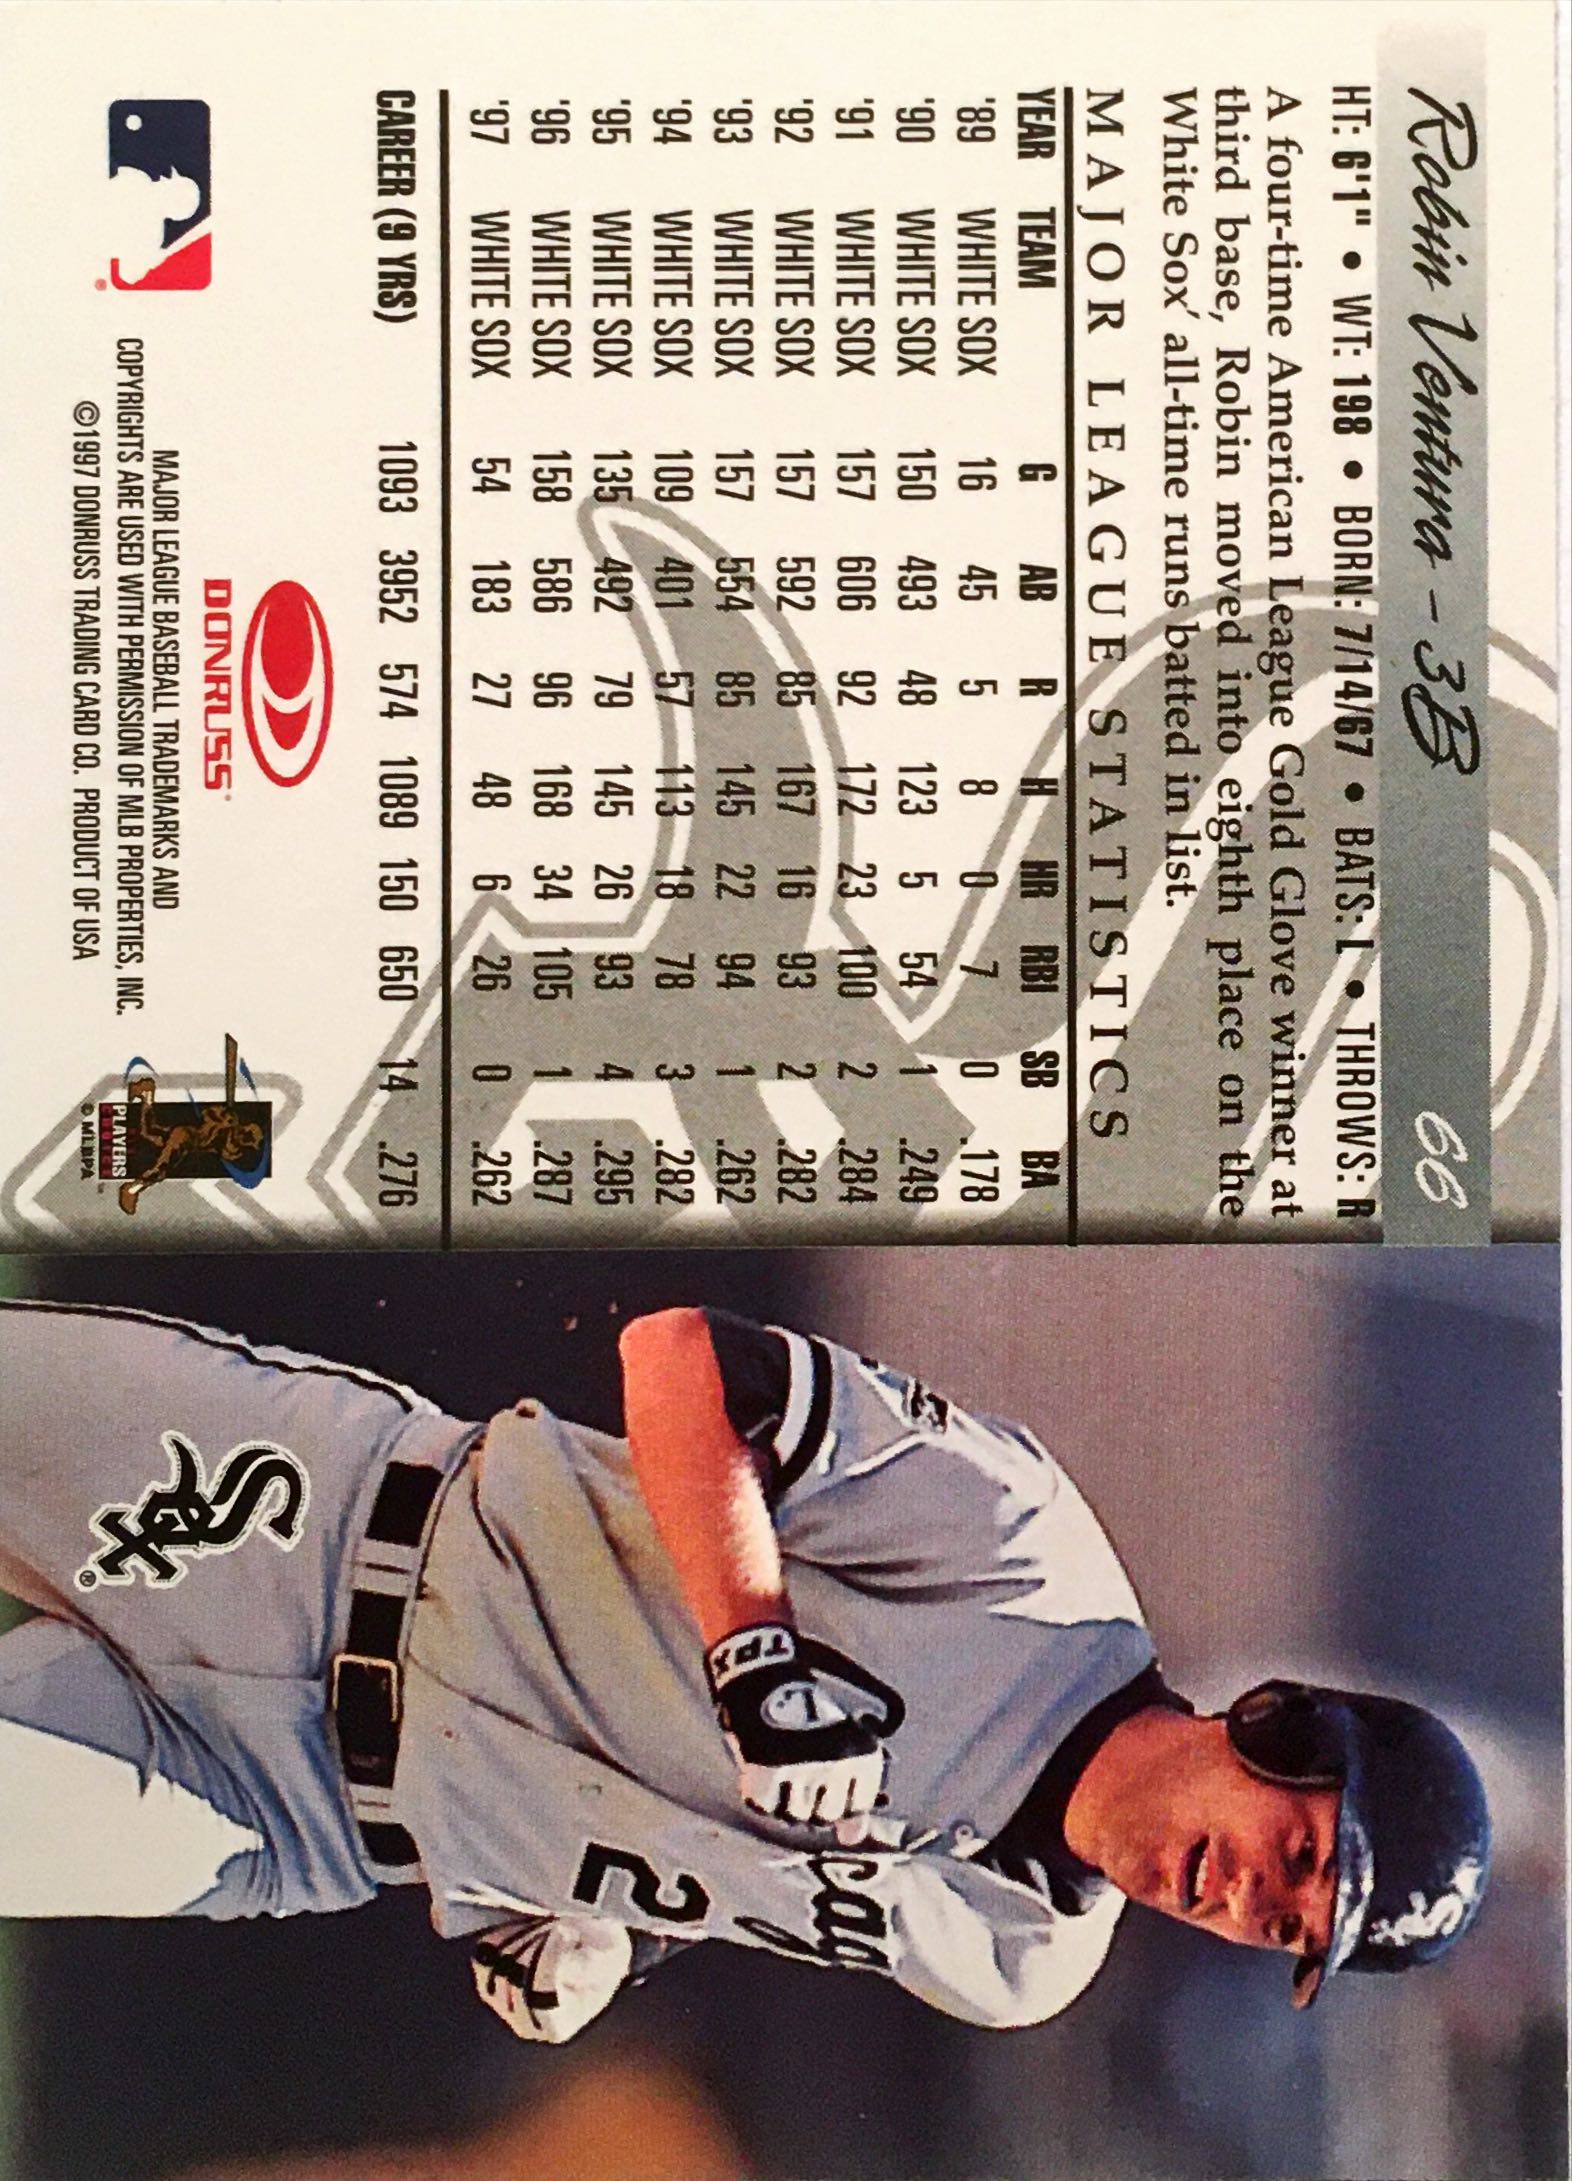 Robin Ventura - 3B 66
HT: 6'1" • WT: 198 • BORN: 7/14/67 • BATS: L • THROWS: R
A four-time American League Gold Glove winner at
third base, Robin moved into eighth place on the
White Sox' all-time runs batted in list.
MAJOR LEAGUE STATISTICS
YEAR TEAM G AB R H HR RBI SB BA
'89 WHITE SOX 16 45 5 8 0 7 0 .178
'90 WHITE SOX 150 493 48 123 5 54 1 .249
'91 WHITE SOX 157 606 92 172 23 100 2 .284
'92 WHITE SOX 157 592 85 167 16 93 2 .282
'93 WHITE SOX 157 554 85 145 22 94 1 .262
'94 WHITE SOX 109 401 57 113 18 78 3 .282
'95 WHITE SOX 135 492 79 145 26 93 4 .295
'96 WHITE SOX 158 586 96 168 34 105 1 .287
'97 WHITE SOX 54 183 27 48 6 26 0 .262
CAREER (9 YRS) 1093 3952 574 1089 150 650 14 .276
DONRUSS
MAJOR LEAGUE BASEBALL TRADEMARKS AND
COPYRIGHTS ARE USED WITH PERMISSION OF MLB PROPERTIES, INC.
©1997 DONRUSS TRADING CARD CO. PRODUCT OF USA
PLAYERS
CHOICE
© MLBPA
Sox
®
TPX
cag
2
Sox